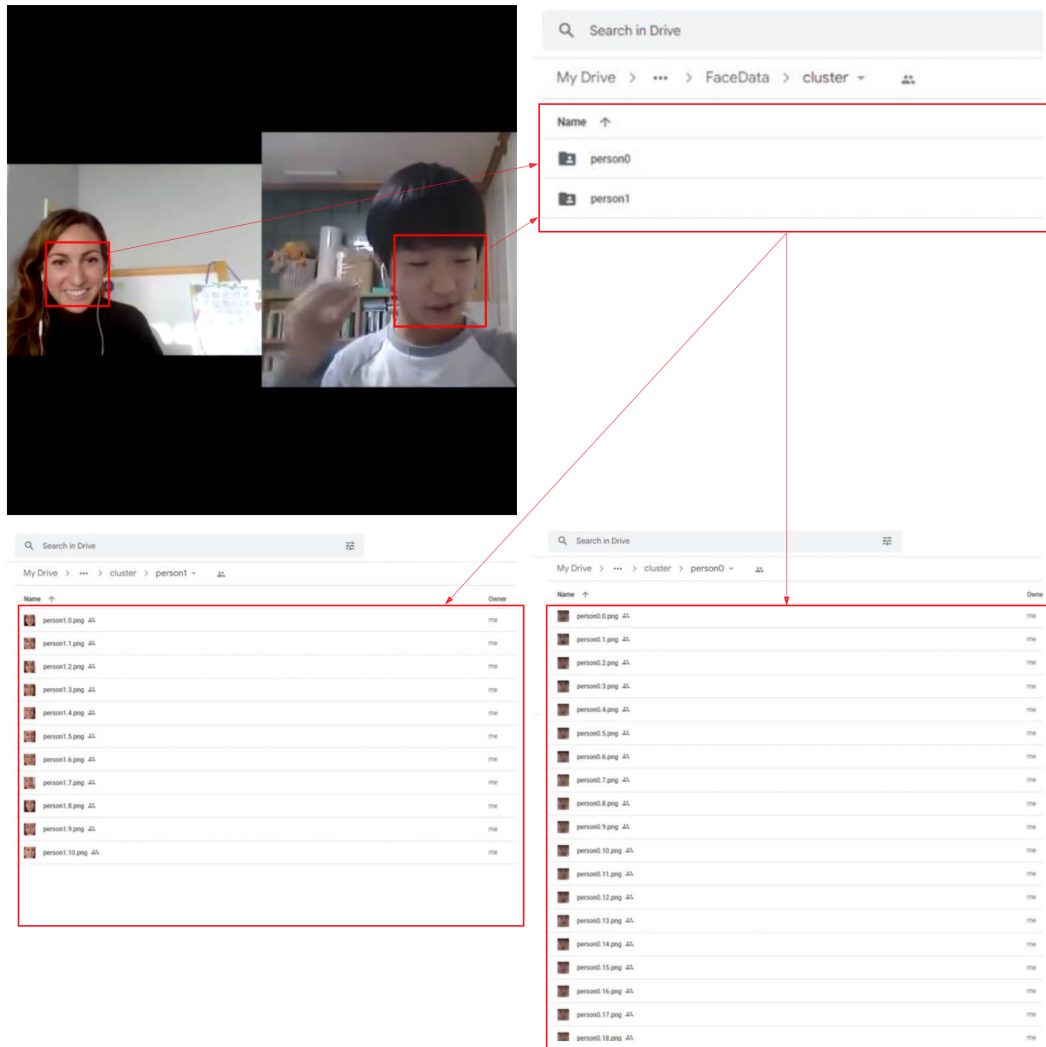 Search in Drive
My Drive > ••• > FaceData > cluster
Name ↑
person0
person1
Search in Drive
My Drive > ••• > cluster > person1
Name ↑ Owner
person1.0.png me
person1.1.png me
person1.2.png me
person1.3.png me
person1.4.png me
person1.5.png me
person1.6.png me
person1.7.png me
person1.8.png me
person1.9.png me
person1.10.png me
Search in Drive
My Drive > ••• > cluster > person0
Name ↑ Owne
person0.0.png me
person0.1.png me
person0.2.png me
person0.3.png me
person0.4.png me
person0.5.png me
person0.6.png me
person0.7.png me
person0.8.png me
person0.9.png me
person0.10.png me
person0.11.png me
person0.12.png me
person0.13.png me
person0.14.png me
person0.15.png me
person0.16.png me
person0.17.png me
person0.18.png me